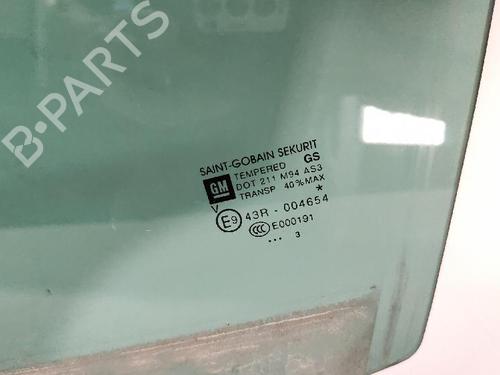 B-PARTS
SAINT-GOBAIN SEKURIT
TEMPERED GS
GM DOT 211 M94 AS3
TRANSP 40%MAX
V *
E9 43R - 004654
CCC E000191
... 3